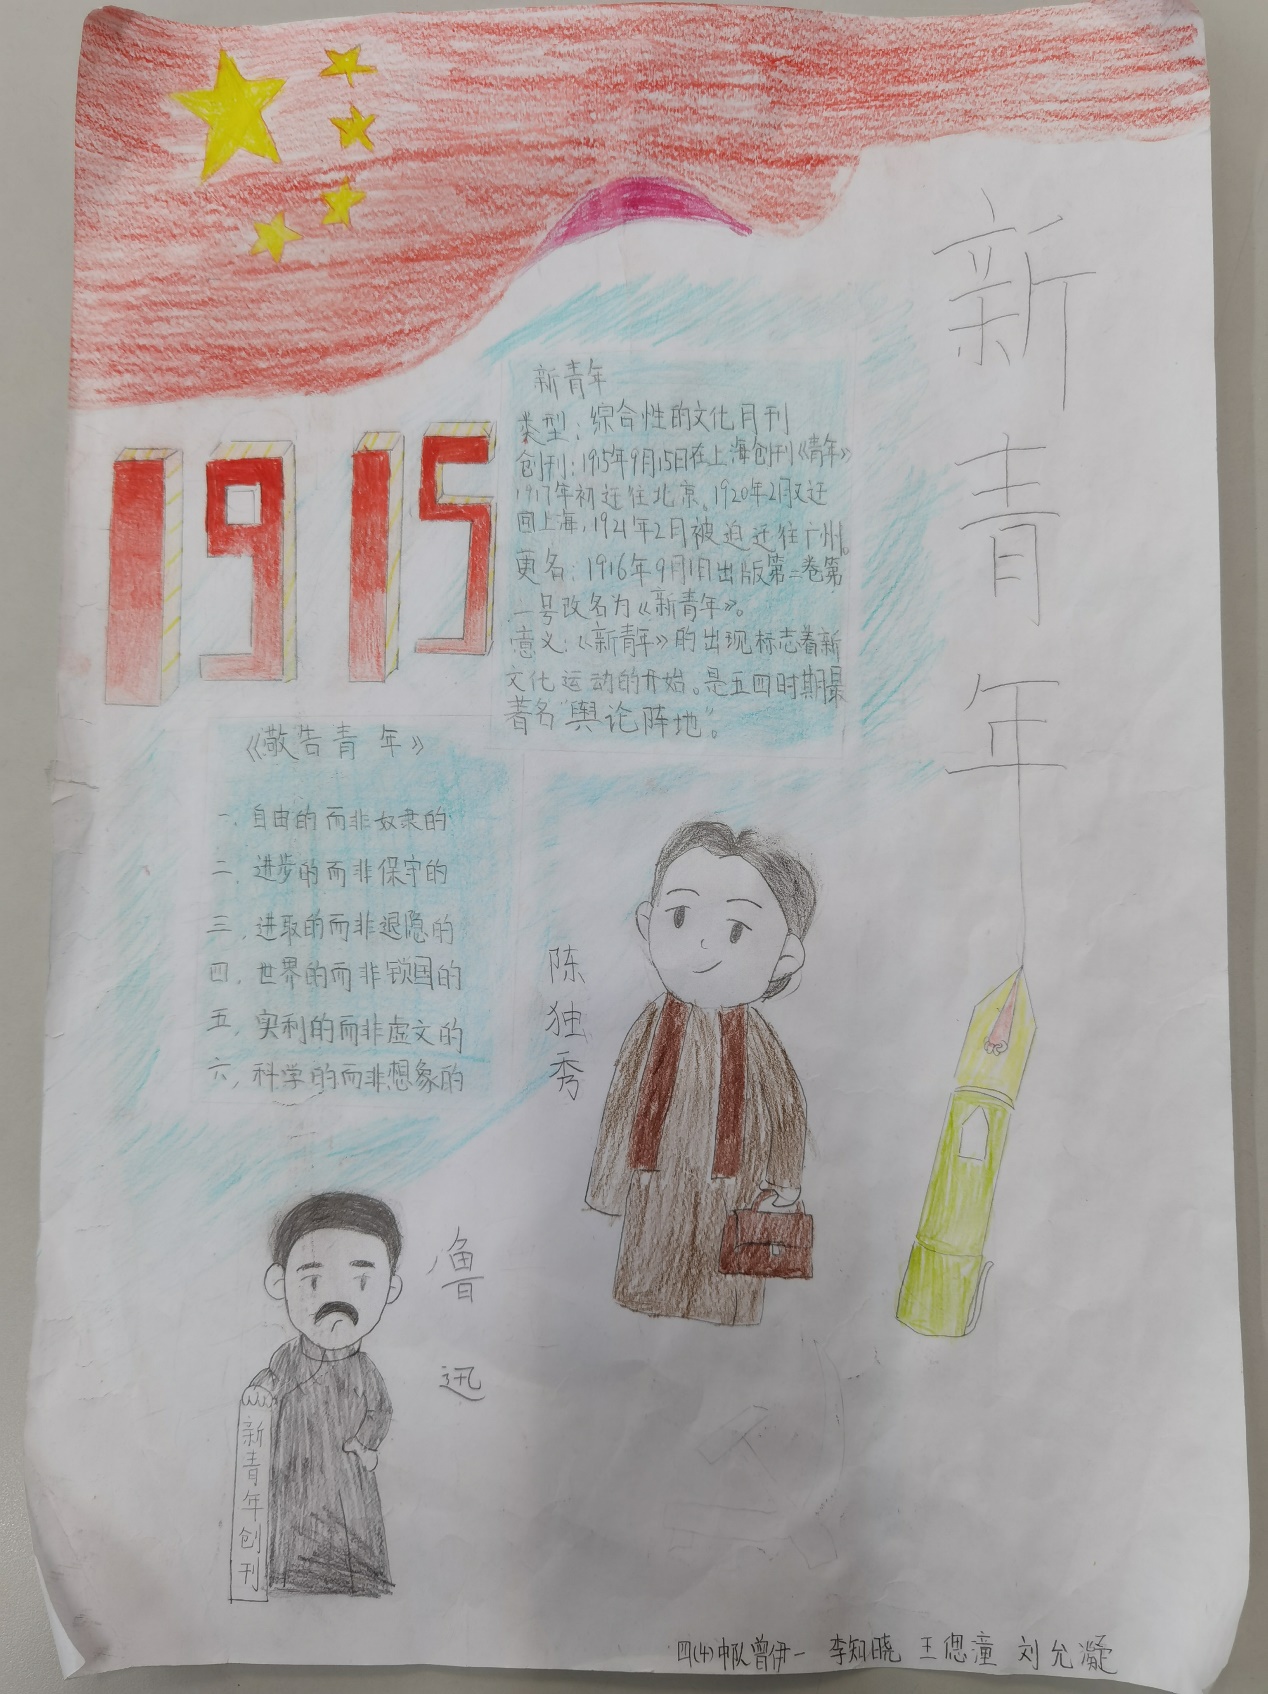 新青年
1915
新青年
类型：综合性的文化月刊
创刊：1915年9月15日在上海创刊《青年》
1917年初迁往北京。1920年2月又迁
回上海，1921年2月被迫迁往广州。
更名：1916年9月1日出版第二卷第
一号改名为《新青年》。
意义：《新青年》的出现标志着新
文化运动的开始。是五四时期最
著名“舆论阵地”。
《敬告青年》
一、自由的而非奴隶的
二、进步的而非保守的
三、进取的而非退隐的
四、世界的而非锁国的
五、实利的而非虚文的
六、科学的而非想象的
陈独秀
鲁迅
新青年创刊
四(4)中队曾伊一 李知晓 王偲潼 刘允凝